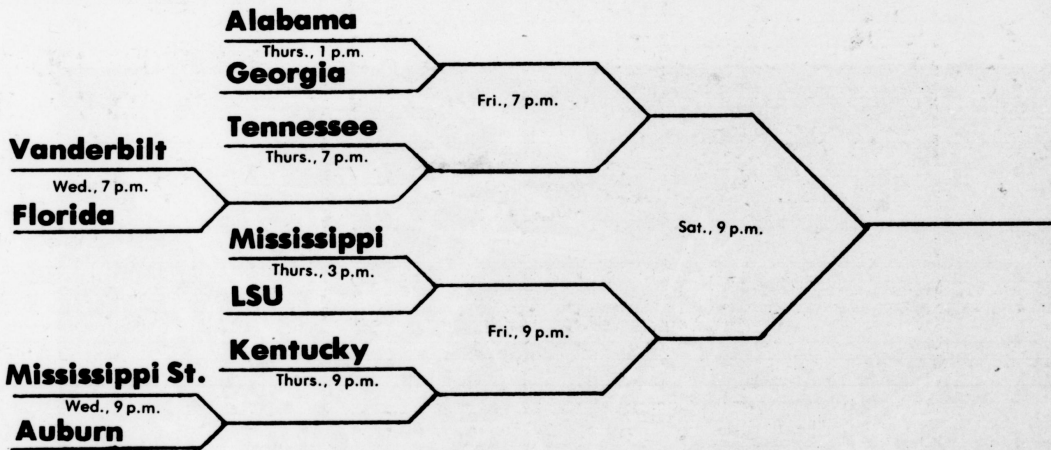 Alabama
Thurs., 1 p.m.
Georgia
Fri., 7 p.m.
Tennessee
Thurs., 7 p.m.
Vanderbilt
Wed., 7 p.m.
Florida
Sat., 9 p.m.
Mississippi
Thurs., 3 p.m.
LSU
Fri., 9 p.m.
Kentucky
Thurs., 9 p.m.
Mississippi St.
Wed., 9 p.m.
Auburn